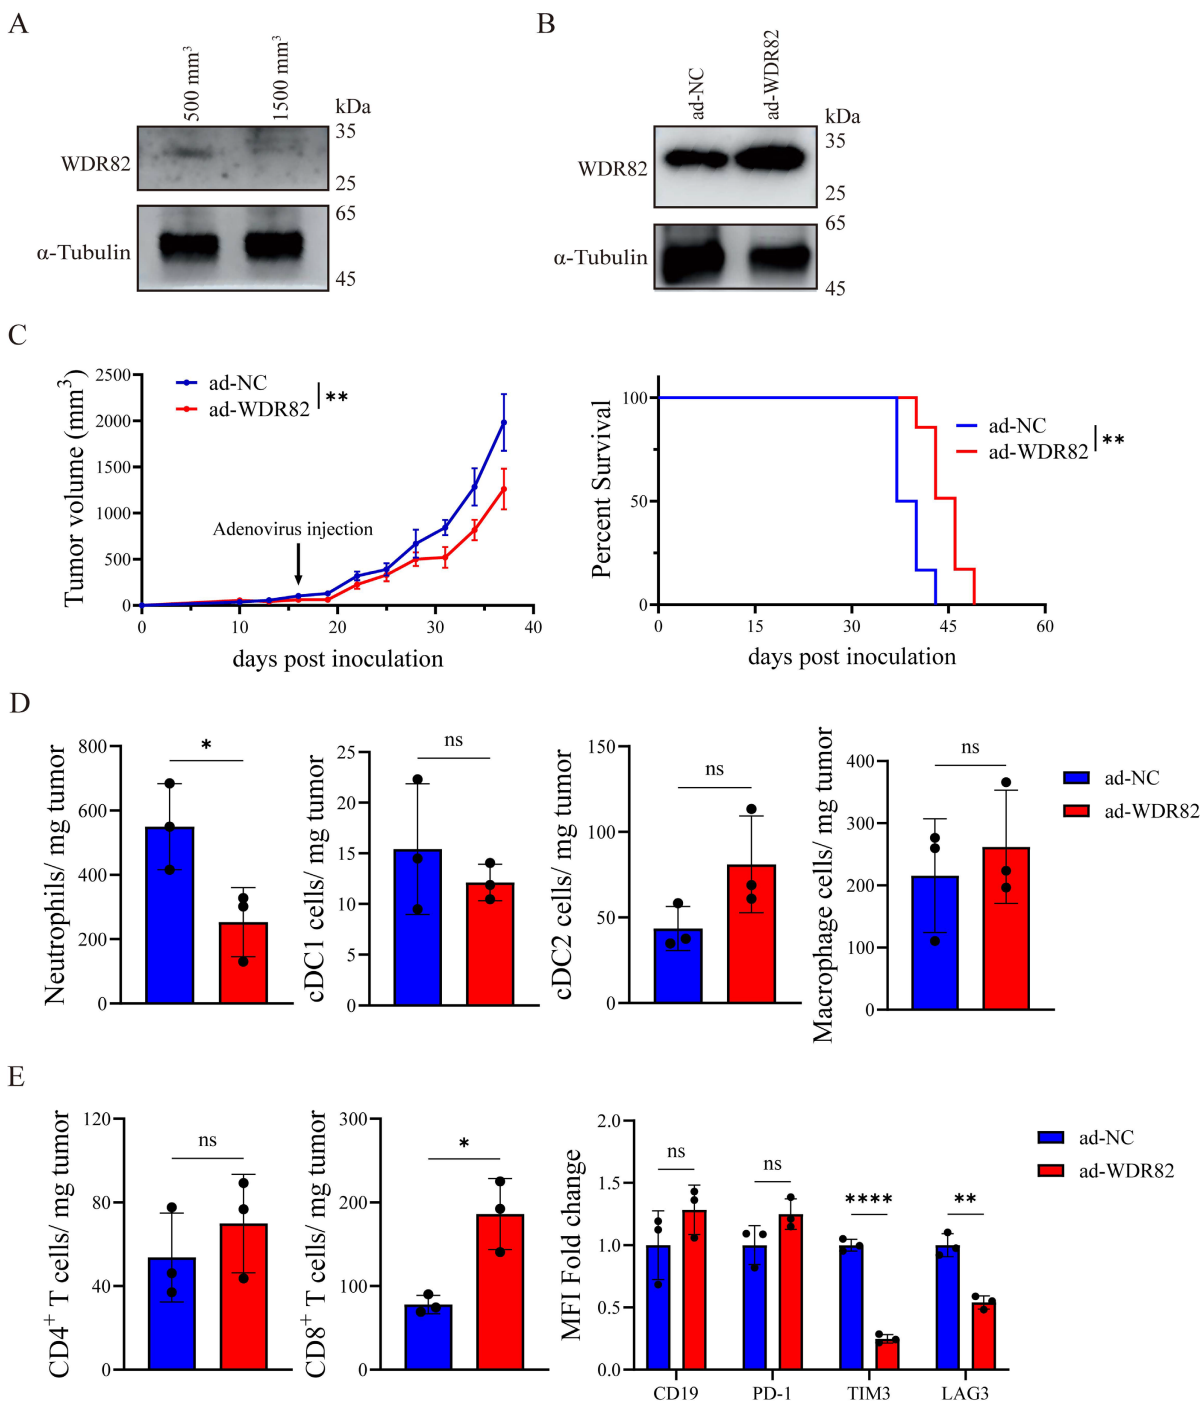 A
500 mm³
1500 mm³
kDa
WDR82
35
25
α-Tubulin
65
45
B
ad-NC
ad-WDR82
kDa
WDR82
35
25
α-Tubulin
65
45
C
Tumor volume (mm³)
2500
2000
1500
1000
500
0
ad-NC
ad-WDR82
**
Adenovirus injection
0 10 20 30 40
days post inoculation
Percent Survival
100
50
0
ad-NC
ad-WDR82
**
0 15 30 45 60
days post inoculation
D
Neutrophils/ mg tumor
800
600
400
200
0
*
cDC1 cells/ mg tumor
25
20
15
10
5
0
ns
cDC2 cells/ mg tumor
150
100
50
0
ns
Macrophage cells/ mg tumor
400
300
200
100
0
ns
ad-NC
ad-WDR82
E
CD4⁺ T cells/ mg tumor
120
80
40
0
ns
CD8⁺ T cells/ mg tumor
300
200
100
0
*
MFI Fold change
2.0
1.5
1.0
0.5
0.0
ns
ns
****
**
CD19 PD-1 TIM3 LAG3
ad-NC
ad-WDR82